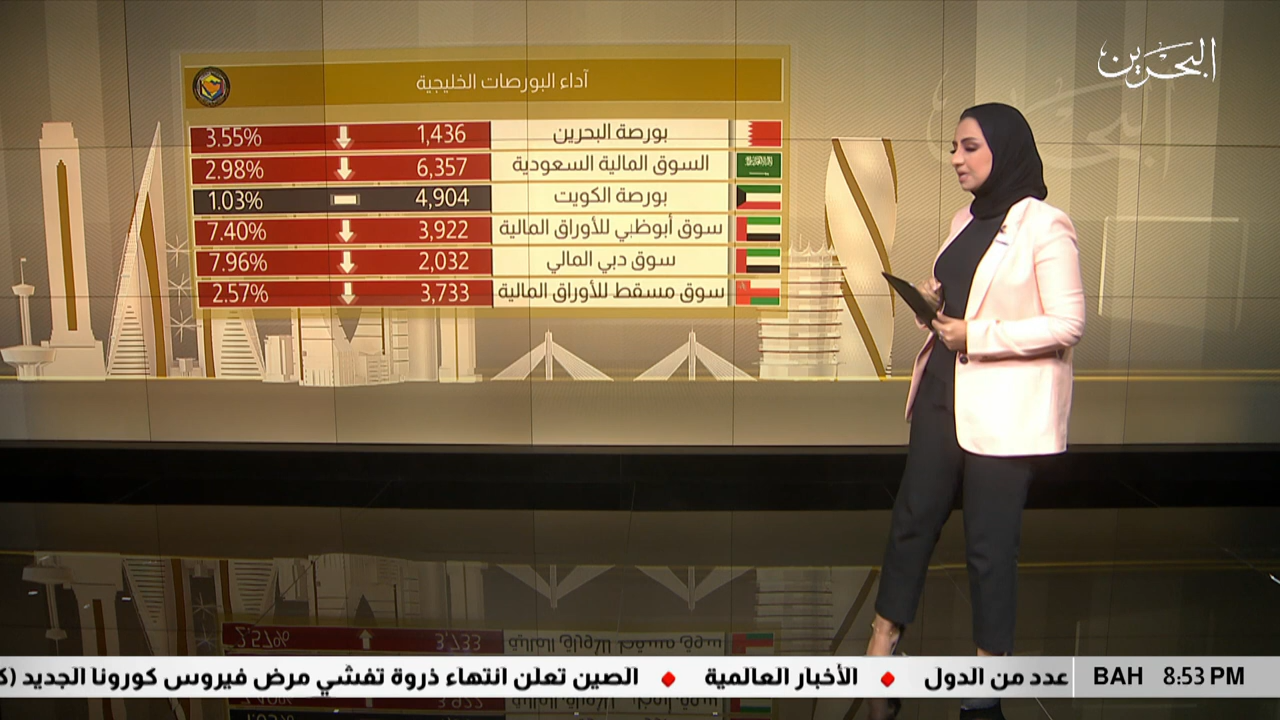 البحرين
آداء البورصات الخليجية
بورصة البحرين 1,436 3.55%
السوق المالية السعودية 6,357 2.98%
بورصة الكويت 4,904 1.03%
سوق أبوظبي للأوراق المالية 3,922 7.40%
سوق دبي المالي 2,032 7.96%
سوق مسقط للأوراق المالية 3,733 2.57%
BAH 8:53 PM
عدد من الدول ♦ الأخبار العالمية ♦ الصين تعلن انتهاء ذروة تفشي مرض فيروس كورونا الجديد (ك